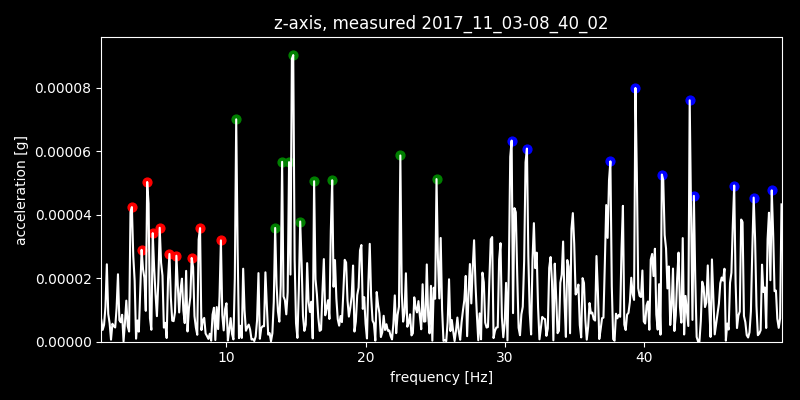 z-axis, measured 2017_11_03-08_40_02
acceleration [g]
0.00008
0.00006
0.00004
0.00002
0.00000
10 20 30 40
frequency [Hz]